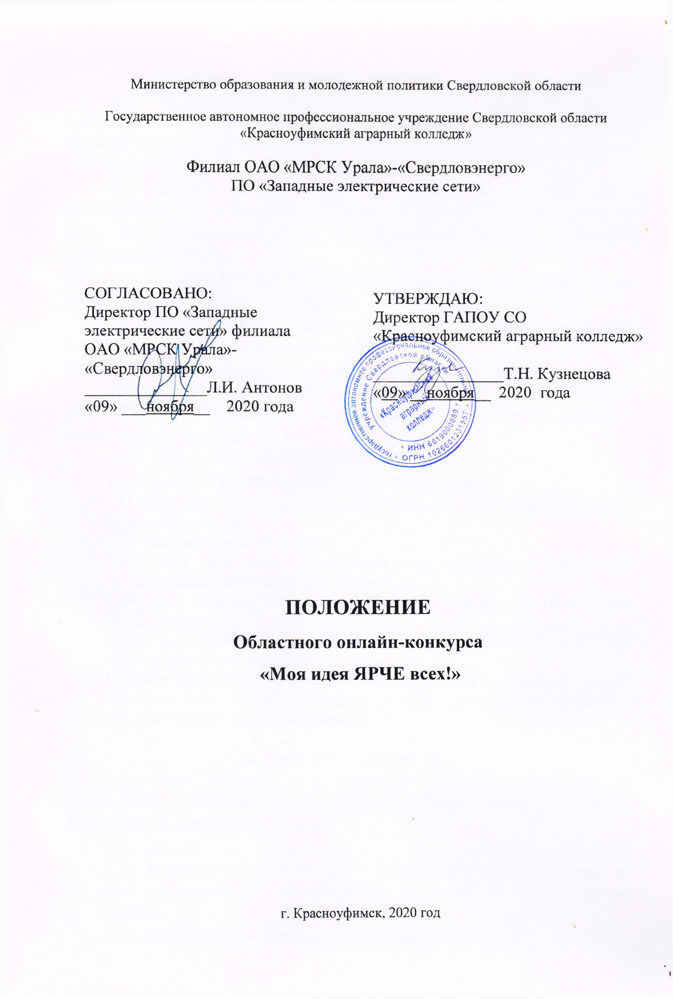 Министерство образования и молодежной политики Свердловской области
Государственное автономное профессиональное учреждение Свердловской области
«Красноуфимский аграрный колледж»
Филиал ОАО «МРСК Урала»-«Свердловэнерго»
ПО «Западные электрические сети»
СОГЛАСОВАНО:
Директор ПО «Западные
электрические сети» филиала
ОАО «МРСК Урала»-
«Свердловэнерго»
_______________Л.И. Антонов
«09» ___ноября__ 2020 года
УТВЕРЖДАЮ:
Директор ГАПОУ СО
«Красноуфимский аграрный колледж»
________________Т.Н. Кузнецова
«09» __ноября__ 2020 года
государственное автономное профессиональное образовательное
учреждение Свердловской области
«Красноуфимский
аграрный
колледж»
* ИНН 6619000889 *
* ОГРН 1026601231557 *
ПОЛОЖЕНИЕ
Областного онлайн-конкурса
«Моя идея ЯРЧЕ всех!»
г. Красноуфимск, 2020 год